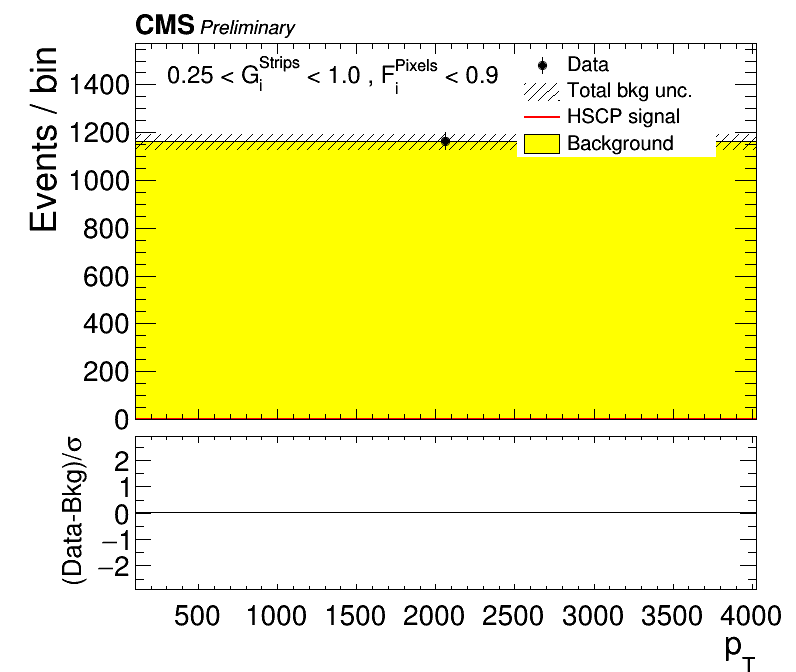 CMS Preliminary
0.25 < G_i^Strips < 1.0 , F_i^Pixels < 0.9
Data
Total bkg unc.
HSCP signal
Background
Events / bin
1400
1200
1000
800
600
400
200
0
(Data-Bkg)/σ
2
1
0
−1
−2
500 1000 1500 2000 2500 3000 3500 4000
p_T